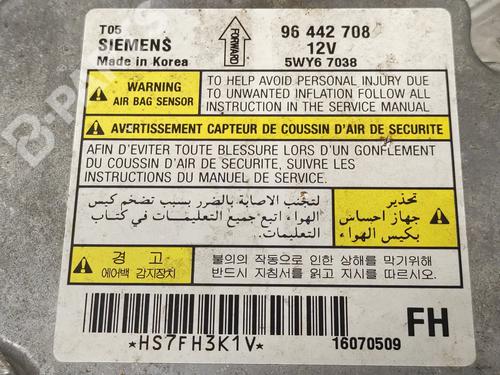 T05
SIEMENS
Made in Korea
FORWARD
96 442 708
12V
5WY6 7038
WARNING
AIR BAG SENSOR
TO HELP AVOID PERSONAL INJURY DUE
TO UNWANTED INFLATION FOLLOW ALL
INSTRUCTION IN THE SERVICE MANUAL
AVERTISSEMENT CAPTEUR DE COUSSIN D'AIR DE SECURITE
AFIN D'EVITER TOUTE BLESSURE LORS D'UN GONFLEMENT
DU COUSSIN D'AIR DE SECURITE, SUIVRE LES
INSTRUCTIONS DU MANUEL DE SERVICE.
تحذير
جهاز احساس
بكيس الهواء
لتجنب الاصابة بالضرر بسبب تضخم كيس
الهواء اتبع جميع التعليمات في كتاب
التعليمات.
경 고
에어백 감지장치
불의의 작동으로 인한 상해를 막기위해
반드시 지침서를 읽고 지시를 따르시오.
*HS7FH3K1V*
16070509
FH
B-PARTS